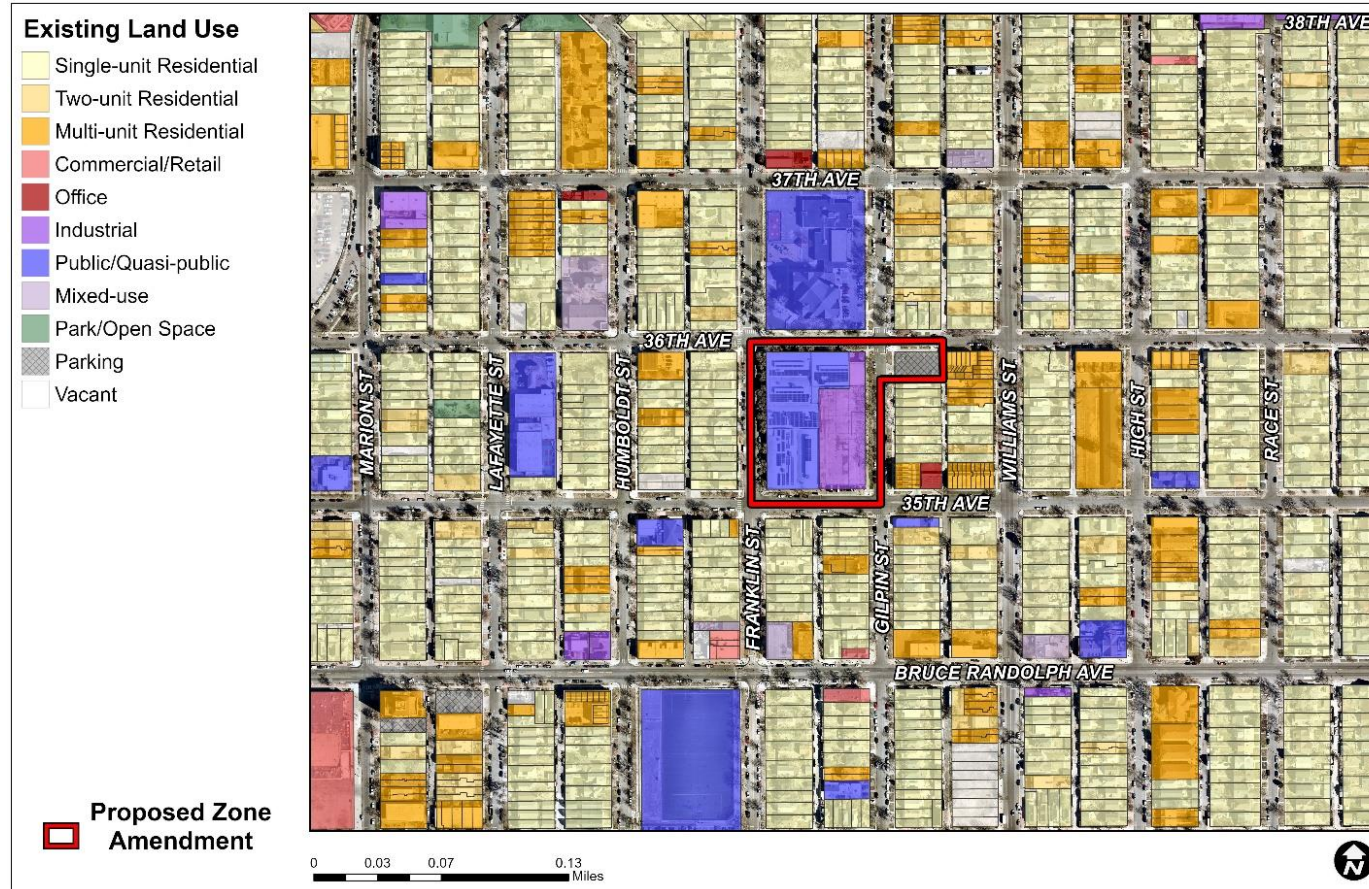 Existing Land Use
Single-unit Residential
Two-unit Residential
Multi-unit Residential
Commercial/Retail
Office
Industrial
Public/Quasi-public
Mixed-use
Park/Open Space
Parking
Vacant
Proposed Zone
Amendment
38TH AVE
37TH AVE
36TH AVE
MARION ST
LAFAYETTE ST
HUMBOLDT ST
WILLIAMS ST
HIGH ST
RACE ST
35TH AVE
FRANKLIN ST
GILPIN ST
BRUCE RANDOLPH AVE
0 0.03 0.07 0.13
Miles
N